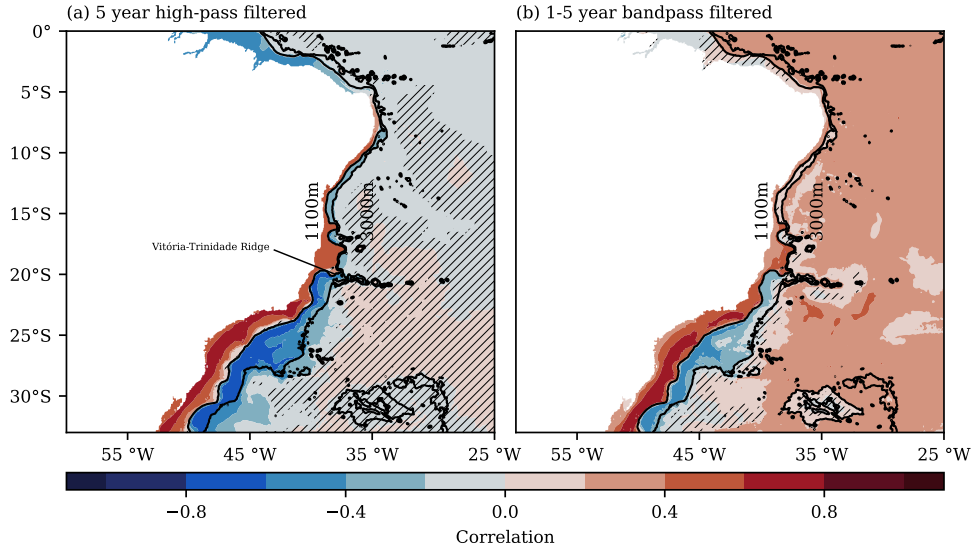 (a) 5 year high-pass filtered
(b) 1-5 year bandpass filtered
0°
5°S
10°S
15°S
20°S
25°S
30°S
1100m
3000m
Vitória-Trinidade Ridge
1100m
3000m
55°W
45°W
35°W
25°W
55°W
45°W
35°W
25°W
−0.8
−0.4
0.0
0.4
0.8
Correlation